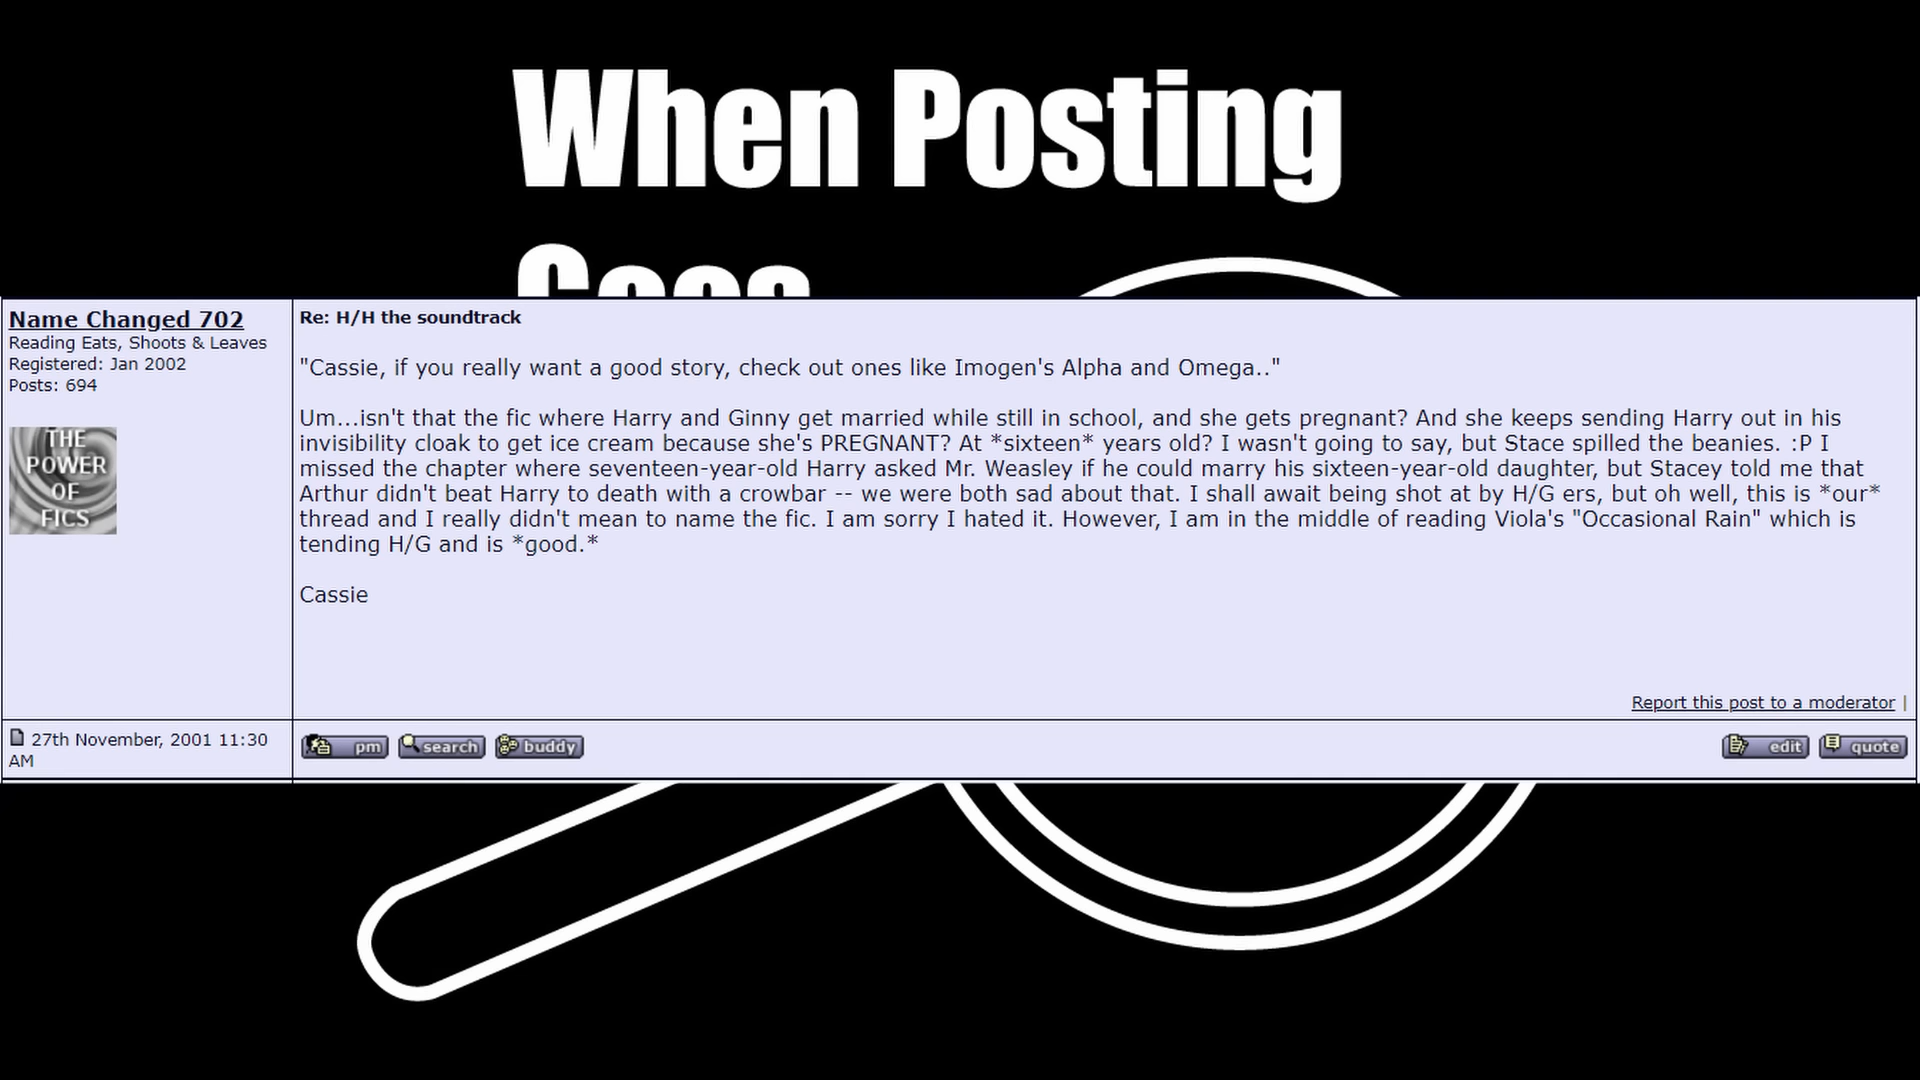 When Posting
Goes
Name Changed 702
Reading Eats, Shoots & Leaves
Registered: Jan 2002
Posts: 694
THE
POWER
OF
FICS
Re: H/H the soundtrack
"Cassie, if you really want a good story, check out ones like Imogen's Alpha and Omega.."
Um...isn't that the fic where Harry and Ginny get married while still in school, and she gets pregnant? And she keeps sending Harry out in his
invisibility cloak to get ice cream because she's PREGNANT? At *sixteen* years old? I wasn't going to say, but Stace spilled the beanies. :P I
missed the chapter where seventeen-year-old Harry asked Mr. Weasley if he could marry his sixteen-year-old daughter, but Stacey told me that
Arthur didn't beat Harry to death with a crowbar -- we were both sad about that. I shall await being shot at by H/G ers, but oh well, this is *our*
thread and I really didn't mean to name the fic. I am sorry I hated it. However, I am in the middle of reading Viola's "Occasional Rain" which is
tending H/G and is *good.*
Cassie
Report this post to a moderator |
27th November, 2001 11:30
AM
pm search buddy edit quote